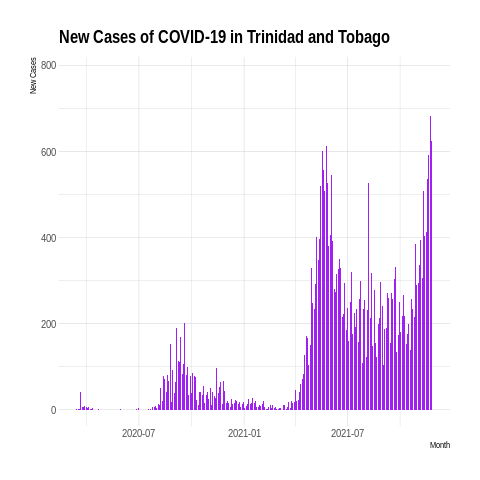 New Cases of COVID-19 in Trinidad and Tobago
New Cases
800
600
400
200
0
2020-07
2021-01
2021-07
Month